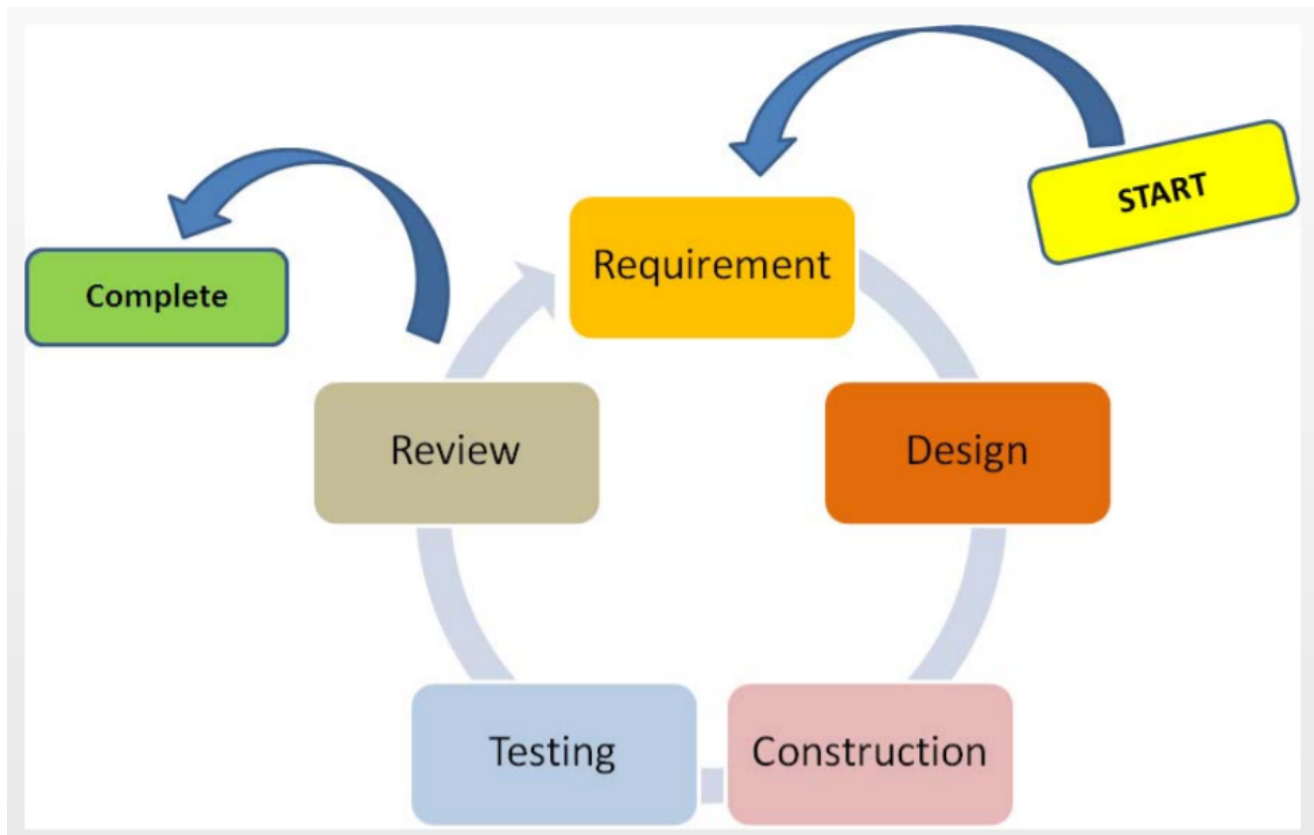 START
Requirement
Complete
Review
Design
Testing
Construction